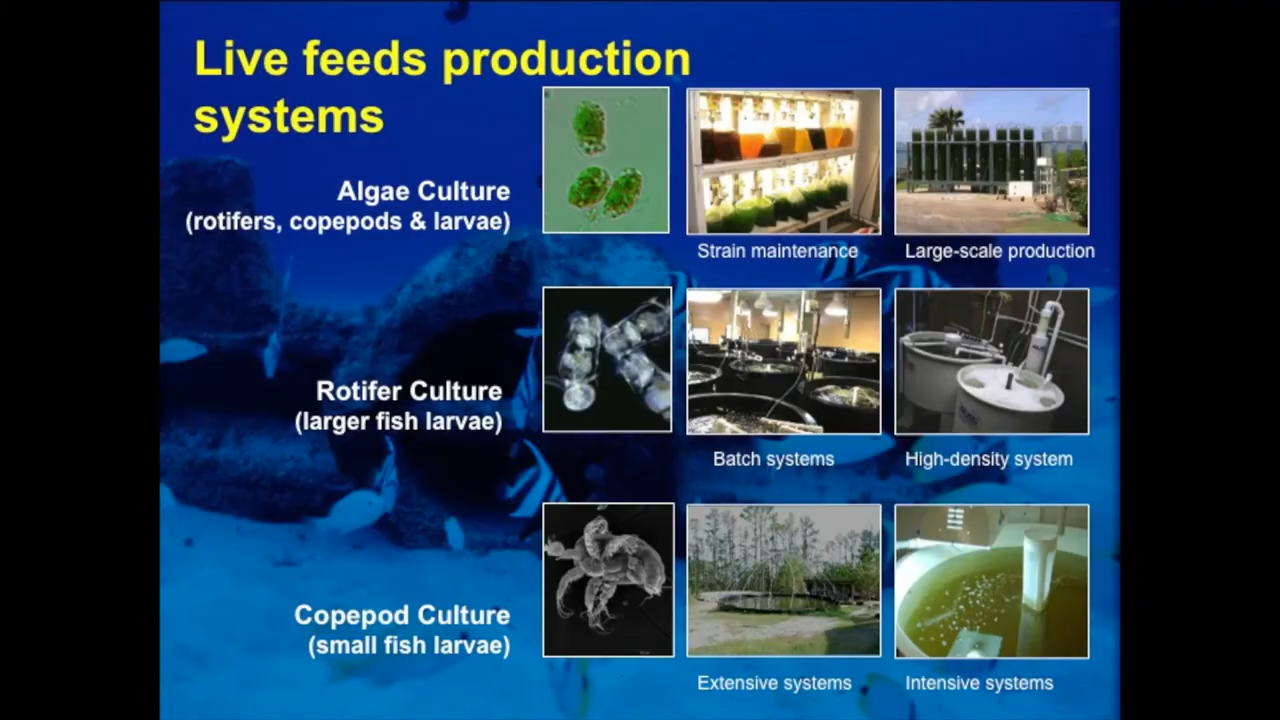 Live feeds production
systems
Algae Culture
(rotifers, copepods & larvae)
Strain maintenance
Large-scale production
Rotifer Culture
(larger fish larvae)
Batch systems
High-density system
Copepod Culture
(small fish larvae)
Extensive systems
Intensive systems